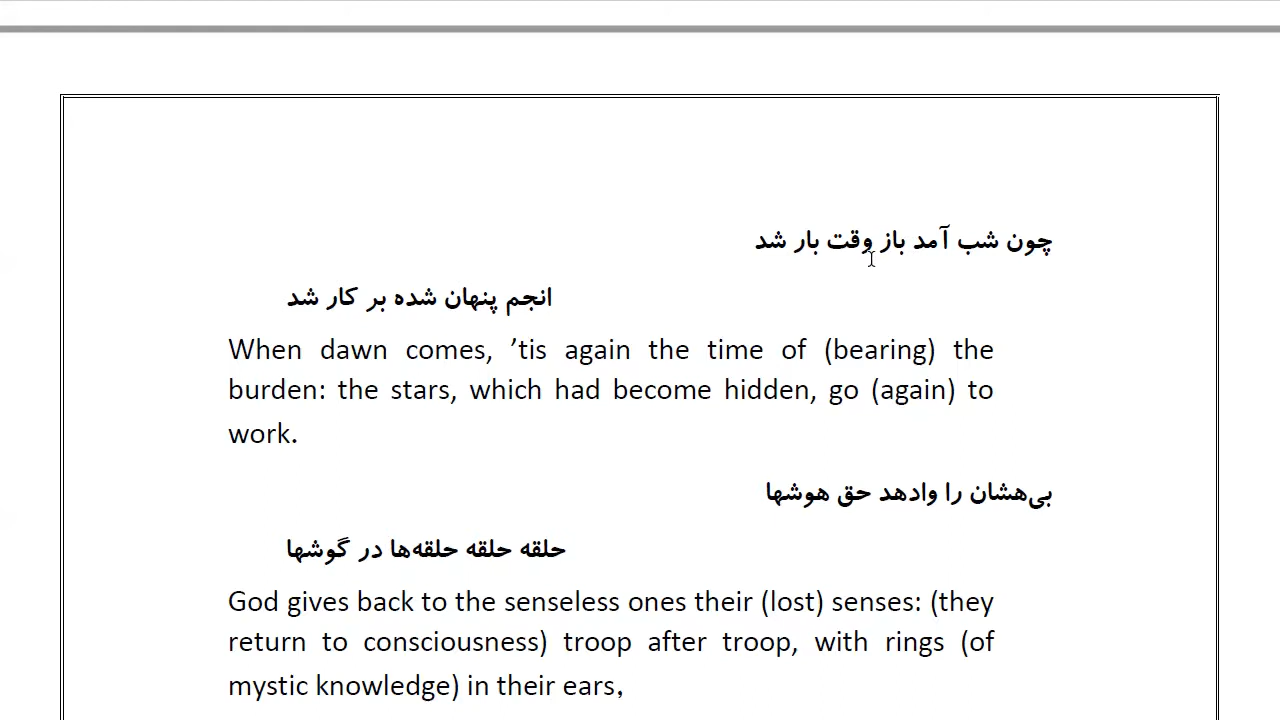 چون شب آمد باز وقت بار شد
انجم پنهان شده بر کار شد
When dawn comes, ’tis again the time of (bearing) the
burden: the stars, which had become hidden, go (again) to
work.
بی‌هشان را وادهد حق هوشها
حلقه حلقه حلقه‌ها در گوشها
God gives back to the senseless ones their (lost) senses: (they
return to consciousness) troop after troop, with rings (of
mystic knowledge) in their ears,